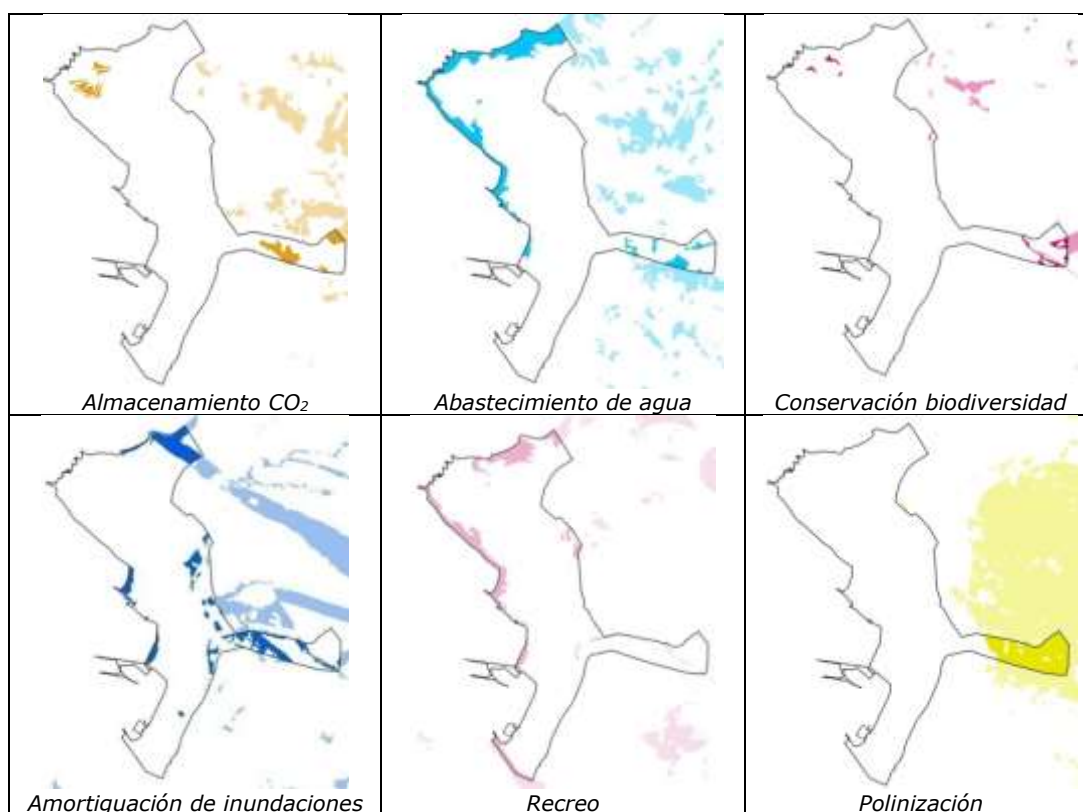 Almacenamiento CO₂
Abastecimiento de agua
Conservación biodiversidad
Amortiguación de inundaciones
Recreo
Polinización